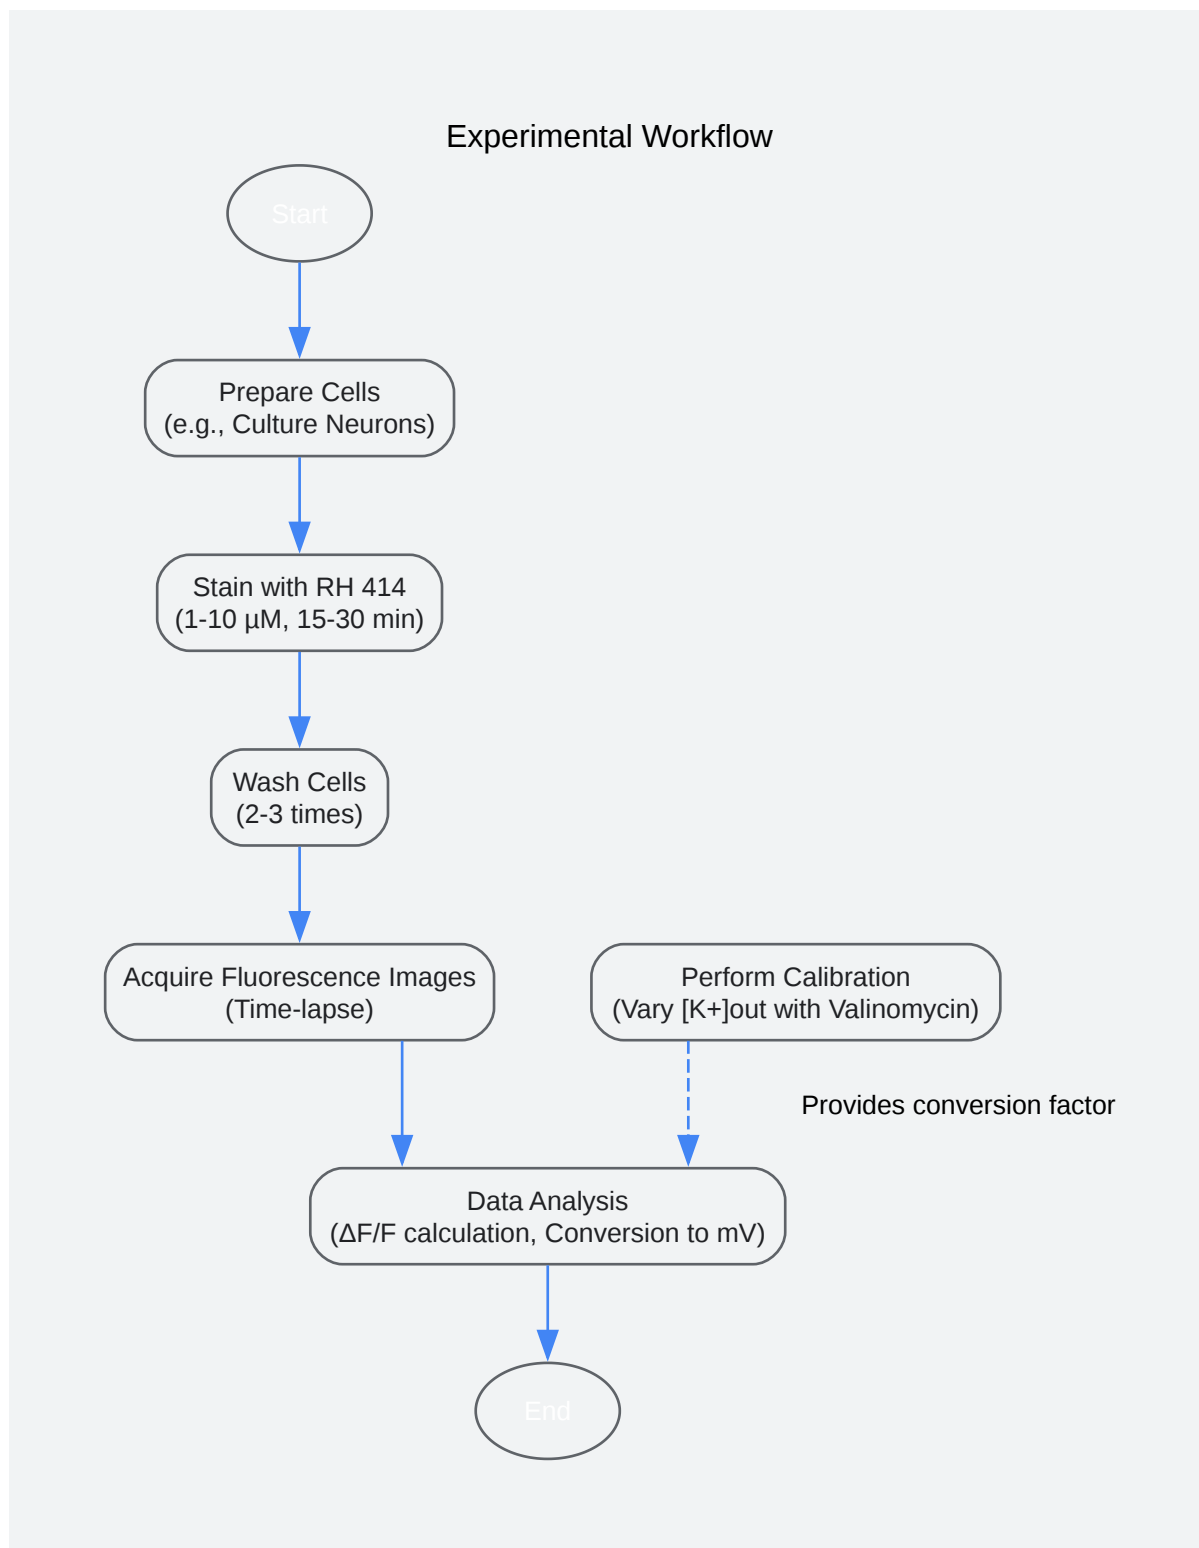 Experimental Workflow
Start
Prepare Cells
(e.g., Culture Neurons)
Stain with RH 414
(1-10 µM, 15-30 min)
Wash Cells
(2-3 times)
Acquire Fluorescence Images
(Time-lapse)
Perform Calibration
(Vary [K+]out with Valinomycin)
Provides conversion factor
Data Analysis
(ΔF/F calculation, Conversion to mV)
End